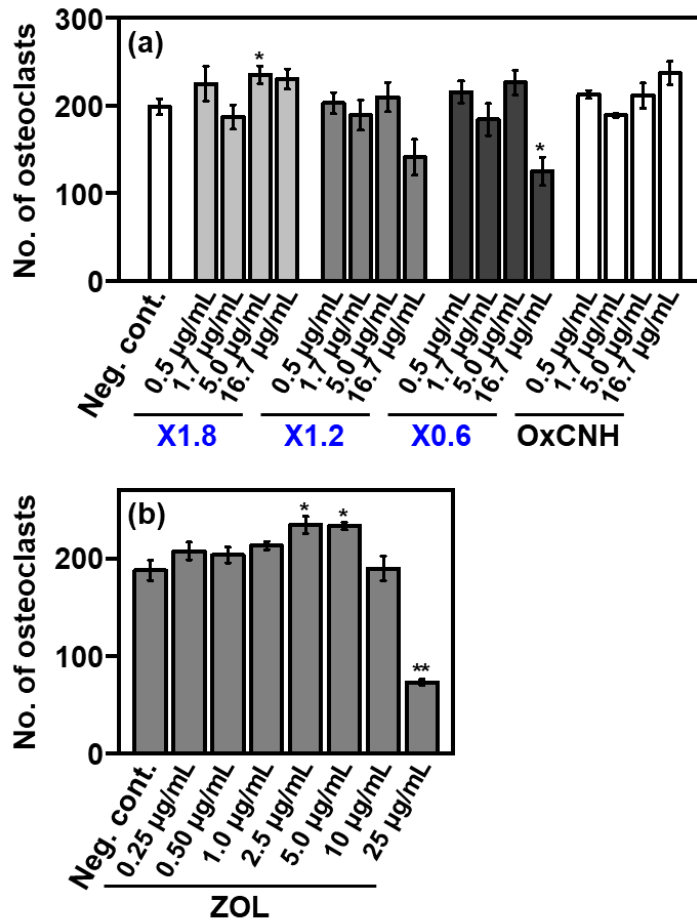 (a)
No. of osteoclasts
300
200
100
0
*
*
Neg. cont.
0.5 µg/mL
1.7 µg/mL
5.0 µg/mL
16.7 µg/mL
0.5 µg/mL
1.7 µg/mL
5.0 µg/mL
16.7 µg/mL
0.5 µg/mL
1.7 µg/mL
5.0 µg/mL
16.7 µg/mL
0.5 µg/mL
1.7 µg/mL
5.0 µg/mL
16.7 µg/mL
X1.8 X1.2 X0.6 OxCNH
(b)
No. of osteoclasts
200
100
0
* *
**
Neg. cont.
0.25 µg/mL
0.50 µg/mL
1.0 µg/mL
2.5 µg/mL
5.0 µg/mL
10 µg/mL
25 µg/mL
ZOL